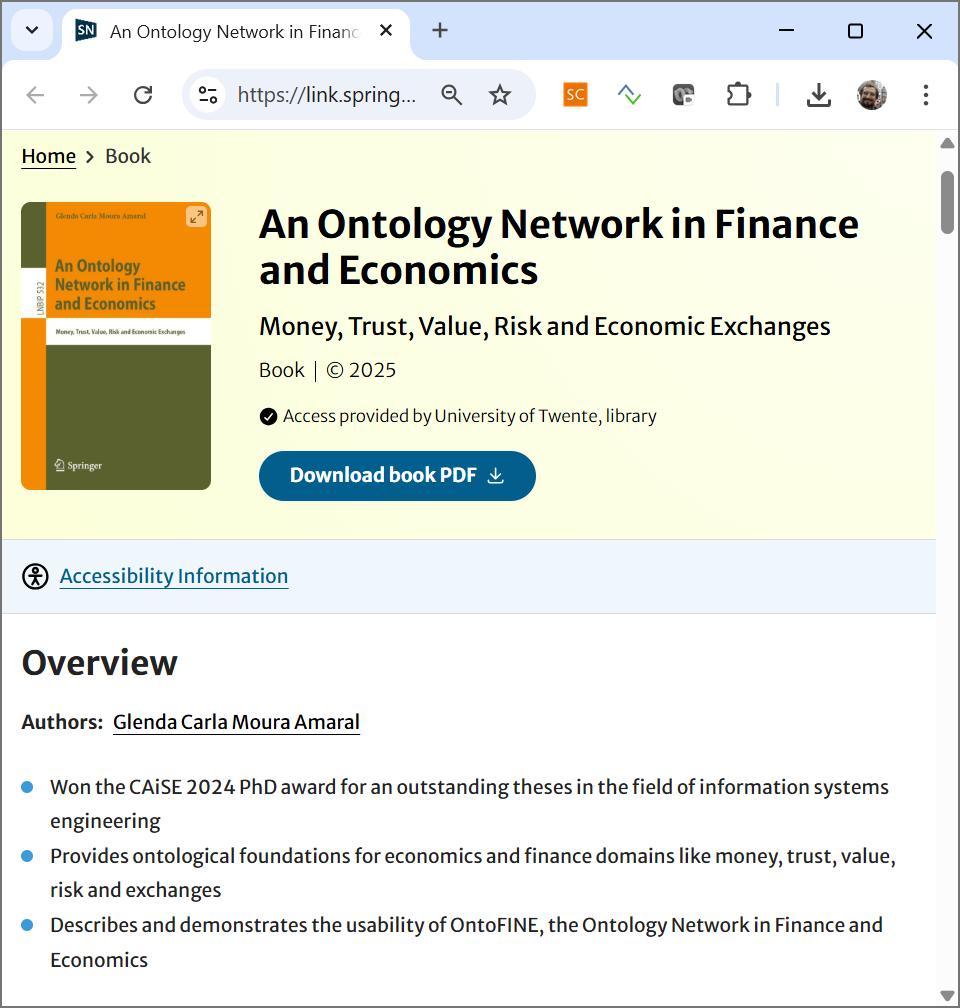 SN An Ontology Network in Financ
https://link.spring...
SC
Home > Book
Glenda Carla Moura Amaral
An Ontology
Network in Finance
and Economics
LNBIP 532
Money, Trust, Value, Risk and Economic Exchanges
Springer
An Ontology Network in Finance
and Economics
Money, Trust, Value, Risk and Economic Exchanges
Book | © 2025
Access provided by University of Twente, library
Download book PDF
Accessibility Information
Overview
Authors: Glenda Carla Moura Amaral
Won the CAiSE 2024 PhD award for an outstanding theses in the field of information systems
engineering
Provides ontological foundations for economics and finance domains like money, trust, value,
risk and exchanges
Describes and demonstrates the usability of OntoFINE, the Ontology Network in Finance and
Economics